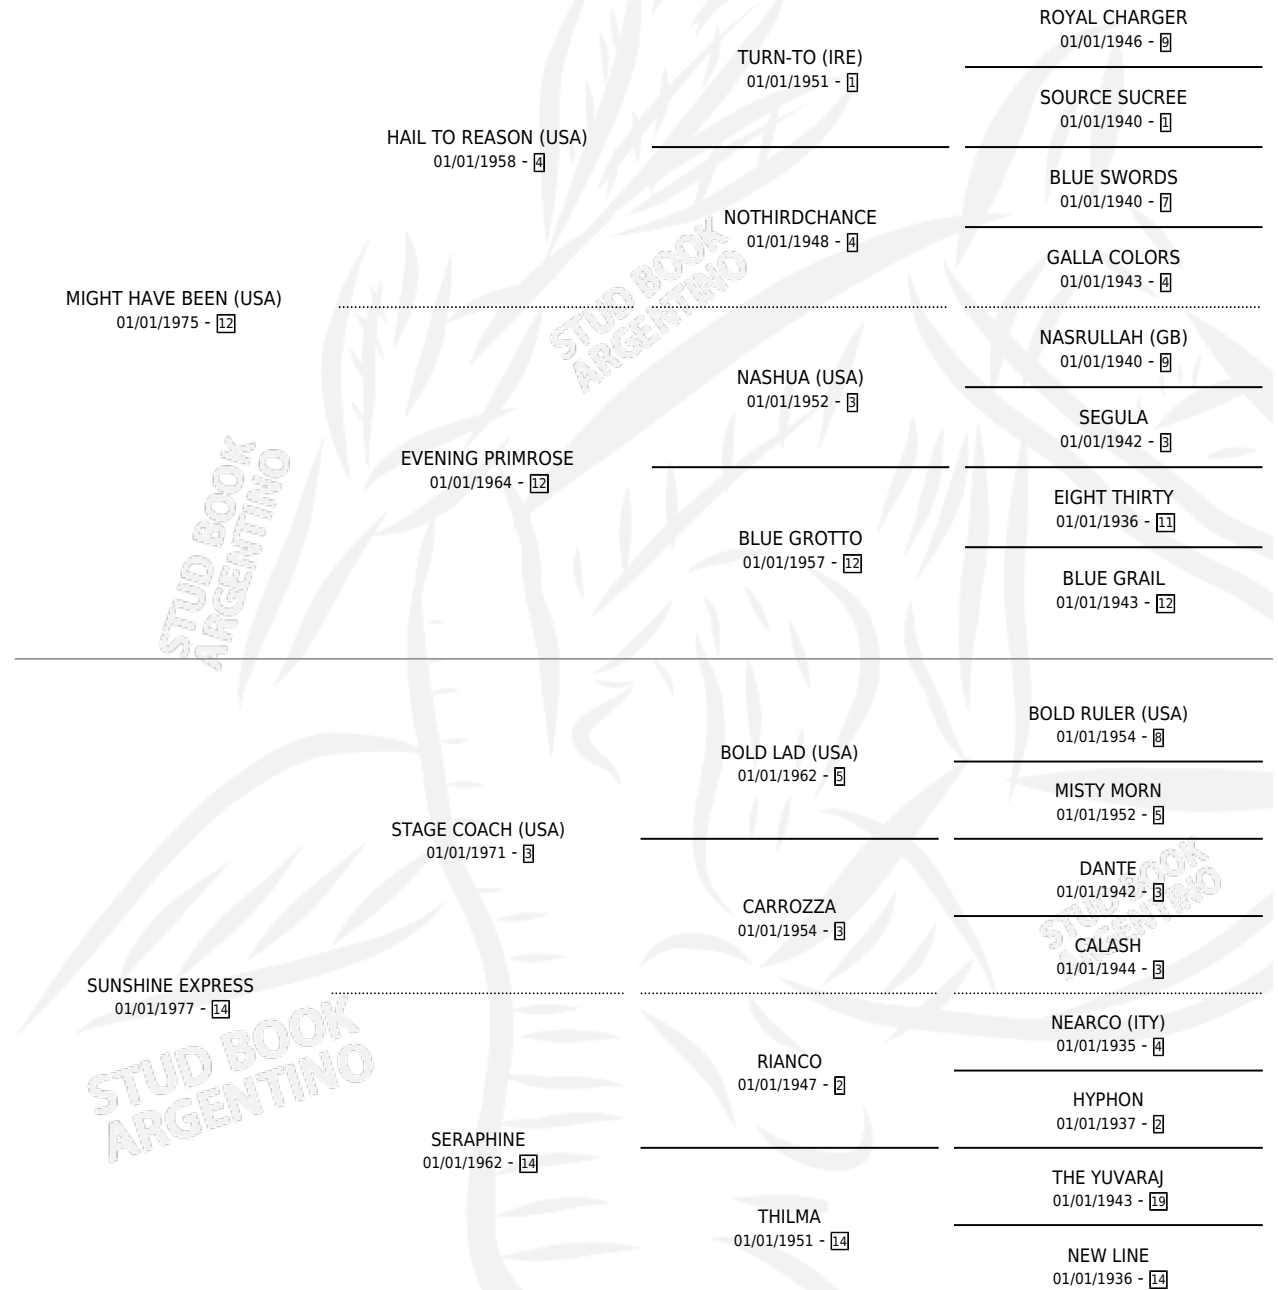 ROYAL CHARGER
01/01/1946 - 9
TURN-TO (IRE)
01/01/1951 - 1
SOURCE SUCREE
01/01/1940 - 1
HAIL TO REASON (USA)
01/01/1958 - 4
BLUE SWORDS
01/01/1940 - 7
NOTHIRDCHANCE
01/01/1948 - 4
GALLA COLORS
01/01/1943 - 4
MIGHT HAVE BEEN (USA)
01/01/1975 - 12
NASRULLAH (GB)
01/01/1940 - 9
NASHUA (USA)
01/01/1952 - 3
SEGULA
01/01/1942 - 3
EVENING PRIMROSE
01/01/1964 - 12
EIGHT THIRTY
01/01/1936 - 11
BLUE GROTTO
01/01/1957 - 12
BLUE GRAIL
01/01/1943 - 12
BOLD RULER (USA)
01/01/1954 - 8
BOLD LAD (USA)
01/01/1962 - 5
MISTY MORN
01/01/1952 - 5
STAGE COACH (USA)
01/01/1971 - 3
DANTE
01/01/1942 - 3
CARROZZA
01/01/1954 - 3
CALASH
01/01/1944 - 3
SUNSHINE EXPRESS
01/01/1977 - 14
NEARCO (ITY)
01/01/1935 - 4
RIANCO
01/01/1947 - 2
HYPHON
01/01/1937 - 2
SERAPHINE
01/01/1962 - 14
THE YUVARAJ
01/01/1943 - 19
THILMA
01/01/1951 - 14
NEW LINE
01/01/1936 - 14
STUD BOOK
ARGENTINO
STUD BOOK
ARGENTINO
STUD BOOK
ARGENTINO
STUD BOOK
ARGENTINO